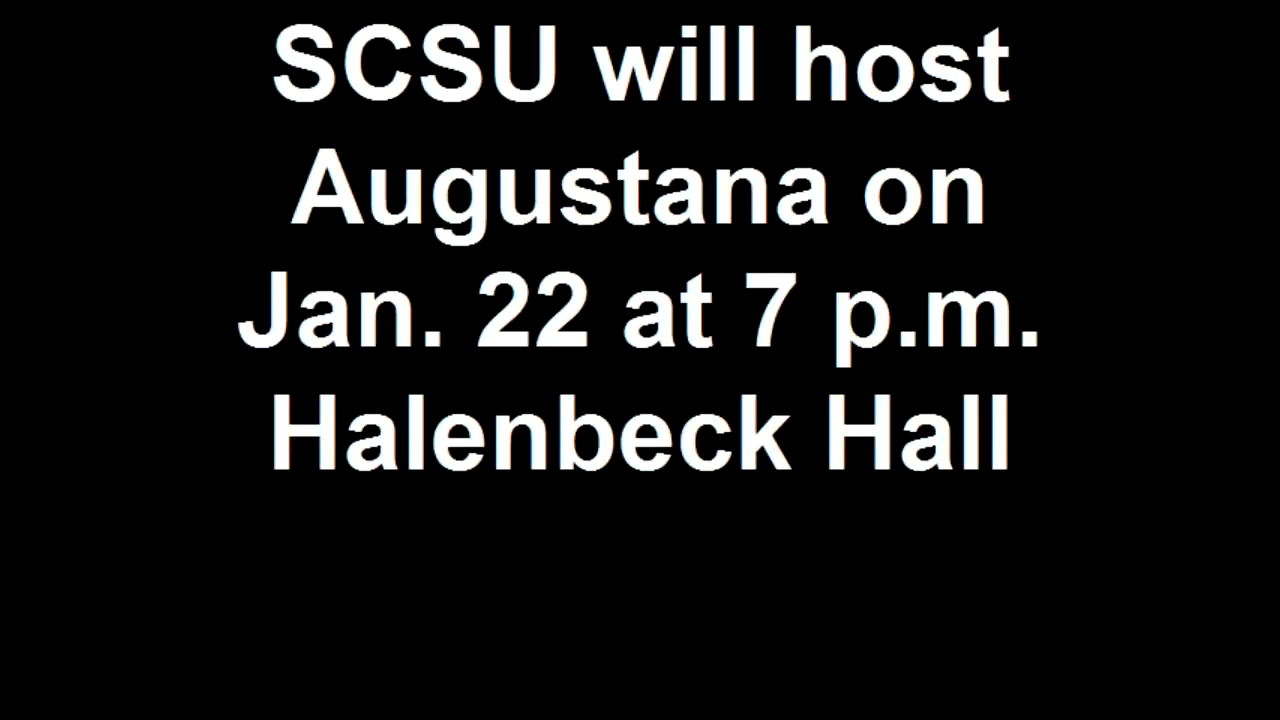 SCSU will host
Augustana on
Jan. 22 at 7 p.m.
Halenbeck Hall